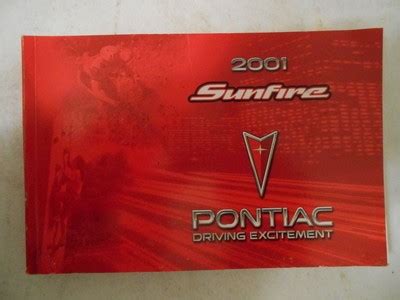 2001
Sunfire
PONTIAC
DRIVING EXCITEMENT